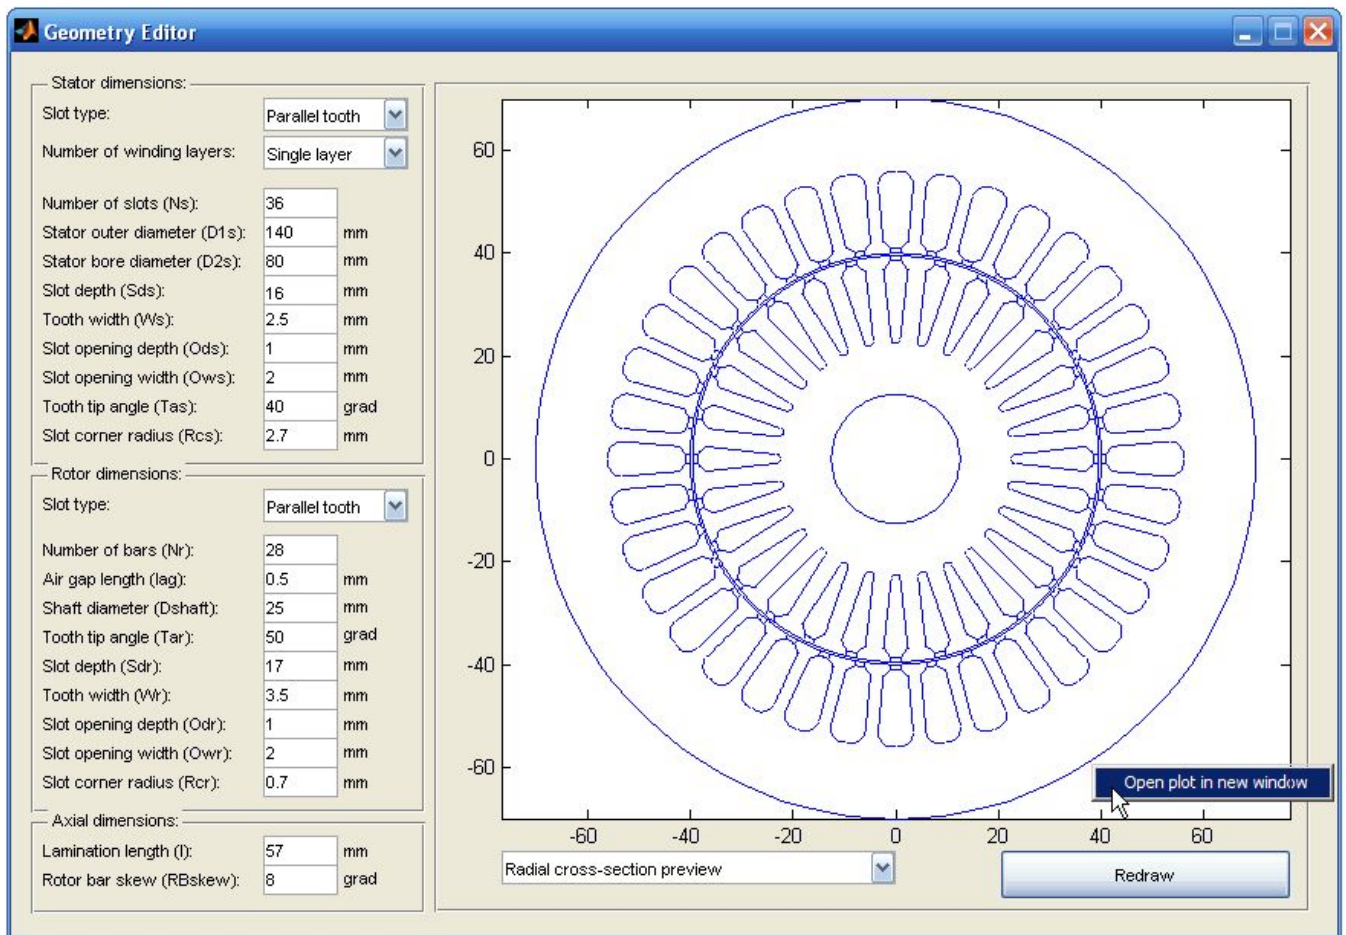 Geometry Editor
Stator dimensions:
Slot type: Parallel tooth
Number of winding layers: Single layer
Number of slots (Ns): 36
Stator outer diameter (D1s): 140 mm
Stator bore diameter (D2s): 80 mm
Slot depth (Sds): 16 mm
Tooth width (Ws): 2.5 mm
Slot opening depth (Ods): 1 mm
Slot opening width (Ows): 2 mm
Tooth tip angle (Tas): 40 grad
Slot corner radius (Rcs): 2.7 mm
Rotor dimensions:
Slot type: Parallel tooth
Number of bars (Nr): 28
Air gap length (lag): 0.5 mm
Shaft diameter (Dshaft): 25 mm
Tooth tip angle (Tar): 50 grad
Slot depth (Sdr): 17 mm
Tooth width (Wr): 3.5 mm
Slot opening depth (Odr): 1 mm
Slot opening width (Owr): 2 mm
Slot corner radius (Rcr): 0.7 mm
Axial dimensions:
Lamination length (l): 57 mm
Rotor bar skew (RBskew): 8 grad
60
40
20
0
-20
-40
-60
-60 -40 -20 0 20 40 60
Open plot in new window
Radial cross-section preview
Redraw